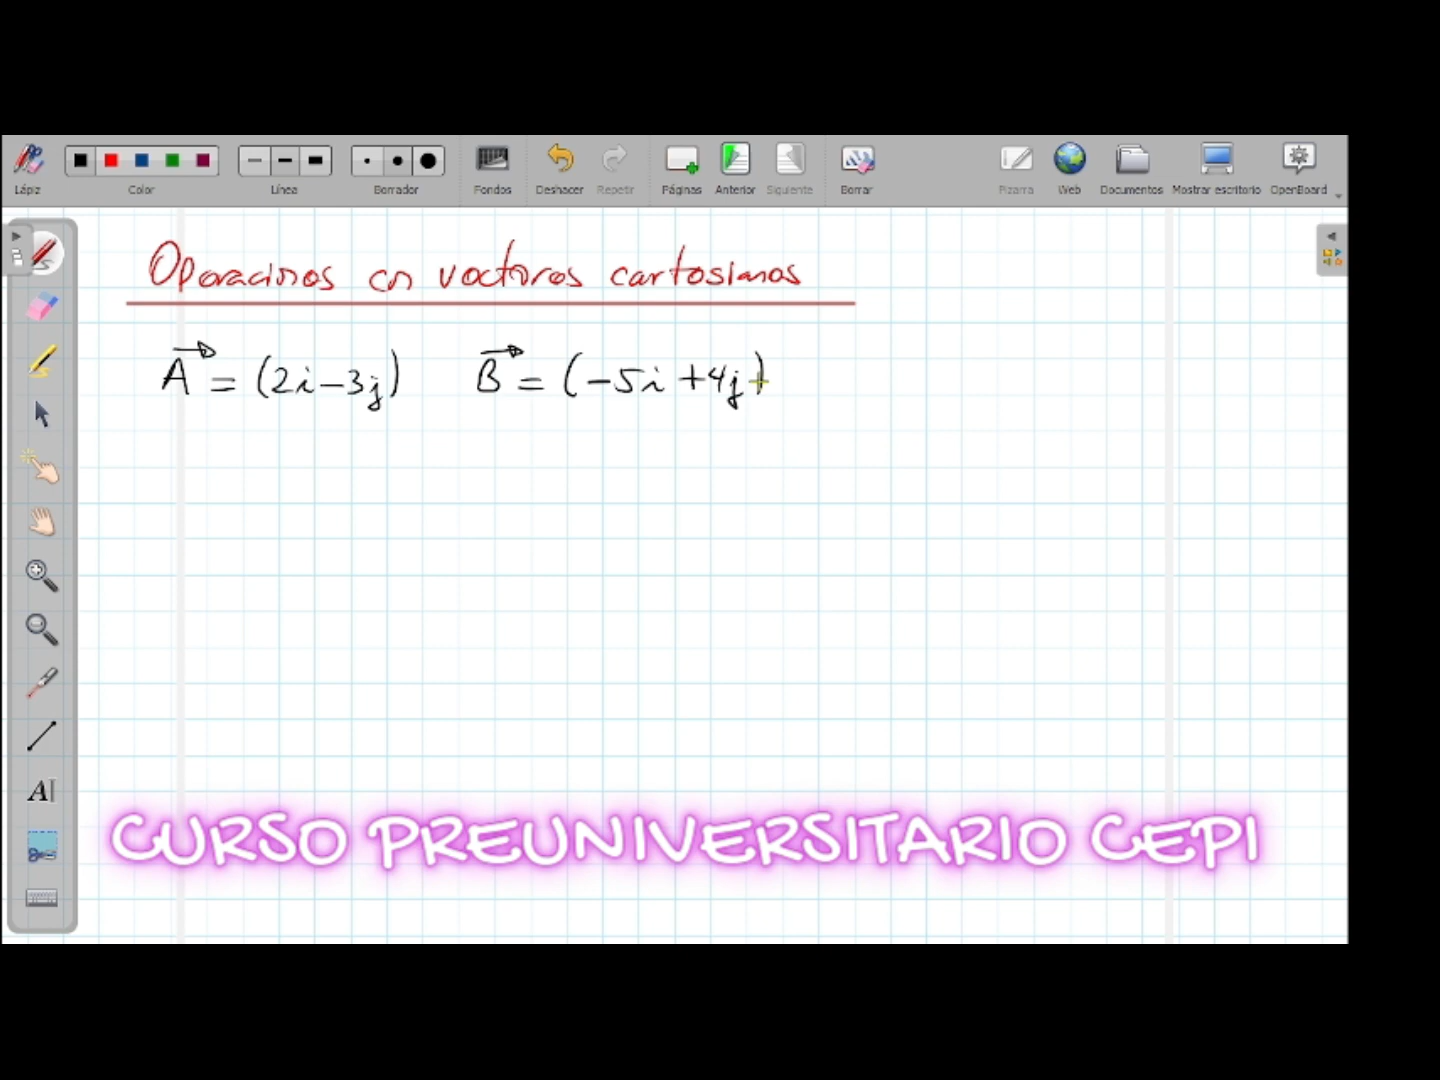 Lápiz Color Línea Borrador Fondos Deshacer Repetir Páginas Anterior Siguiente Borrar Pizarra Web Documentos Mostrar escritorio OpenBoard
Operaciones con vectores cartesianos
A = (2i-3j) B = (-5i +4j)
AI
CURSO PREUNIVERSITARIO CEPI